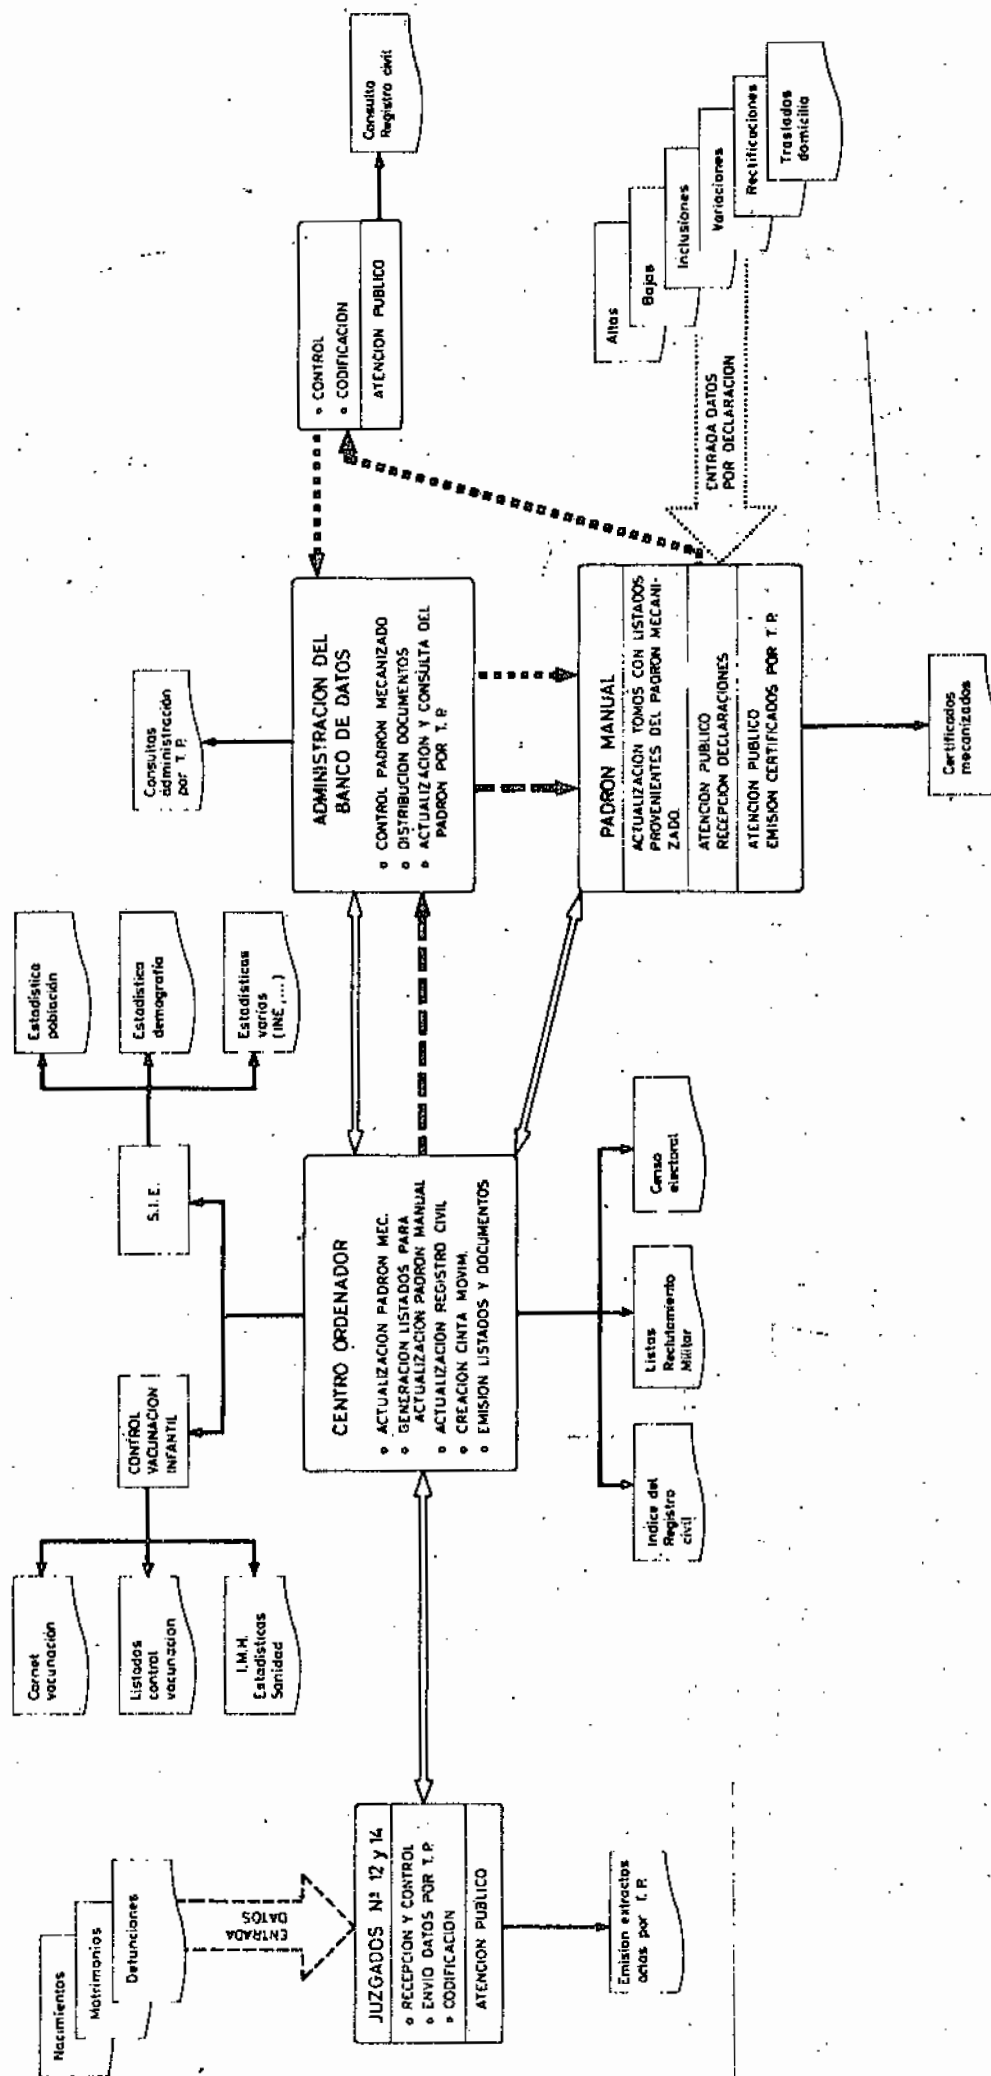 Nacimientos
Matrimonios
Defunciones
ENTRADA
DATOS
JUZGADOS Nº 12 y 14
RECEPCION Y CONTROL
ENVIO DATOS POR T. P.
CODIFICACION
ATENCION PUBLICO
Emision extractos
actas por T. P.
Carnet
vacunación
Listados
control
vacunacion
I.M.H.
Estadísticas
Sanidad
CONTROL
VACUNACION
INFANTIL
S.I.E.
Estadística
población
Estadística
demografía
Estadísticas
varias
(INE,...)
CENTRO ORDENADOR
ACTUALIZACION PADRON MEC.
GENERACION LISTADOS PARA
ACTUALIZACION PADRON MANUAL
ACTUALIZACION REGISTRO CIVIL
CREACION CINTA MOVIM.
EMISION LISTADOS Y DOCUMENTOS
Indice del
Registro
civil
Listas
Reclutamiento
Militar
Censo
electoral
Consultas
administración
por T. P.
ADMINISTRACION DEL
BANCO DE DATOS
CONTROL PADRON MECANIZADO
DISTRIBUCION DOCUMENTOS
ACTUALIZACION Y CONSULTA DEL
PADRON POR T. P.
PADRON MANUAL
ACTUALIZACION TOMOS CON LISTADOS
PROVENIENTES DEL PADRON MECANI-
ZADO.
ATENCION PUBLICO
RECEPCION DECLARACIONES
ATENCION PUBLICO
EMISION CERTIFICADOS POR T. P.
Certificados
mecanizados
CONTROL
CODIFICACION
ATENCION PUBLICO
Consulta
Registro civil
ENTRADA DATOS
POR DECLARACION
Altas
Bajas
Inclusiones
Variaciones
Rectificaciones
Traslados
domicilio